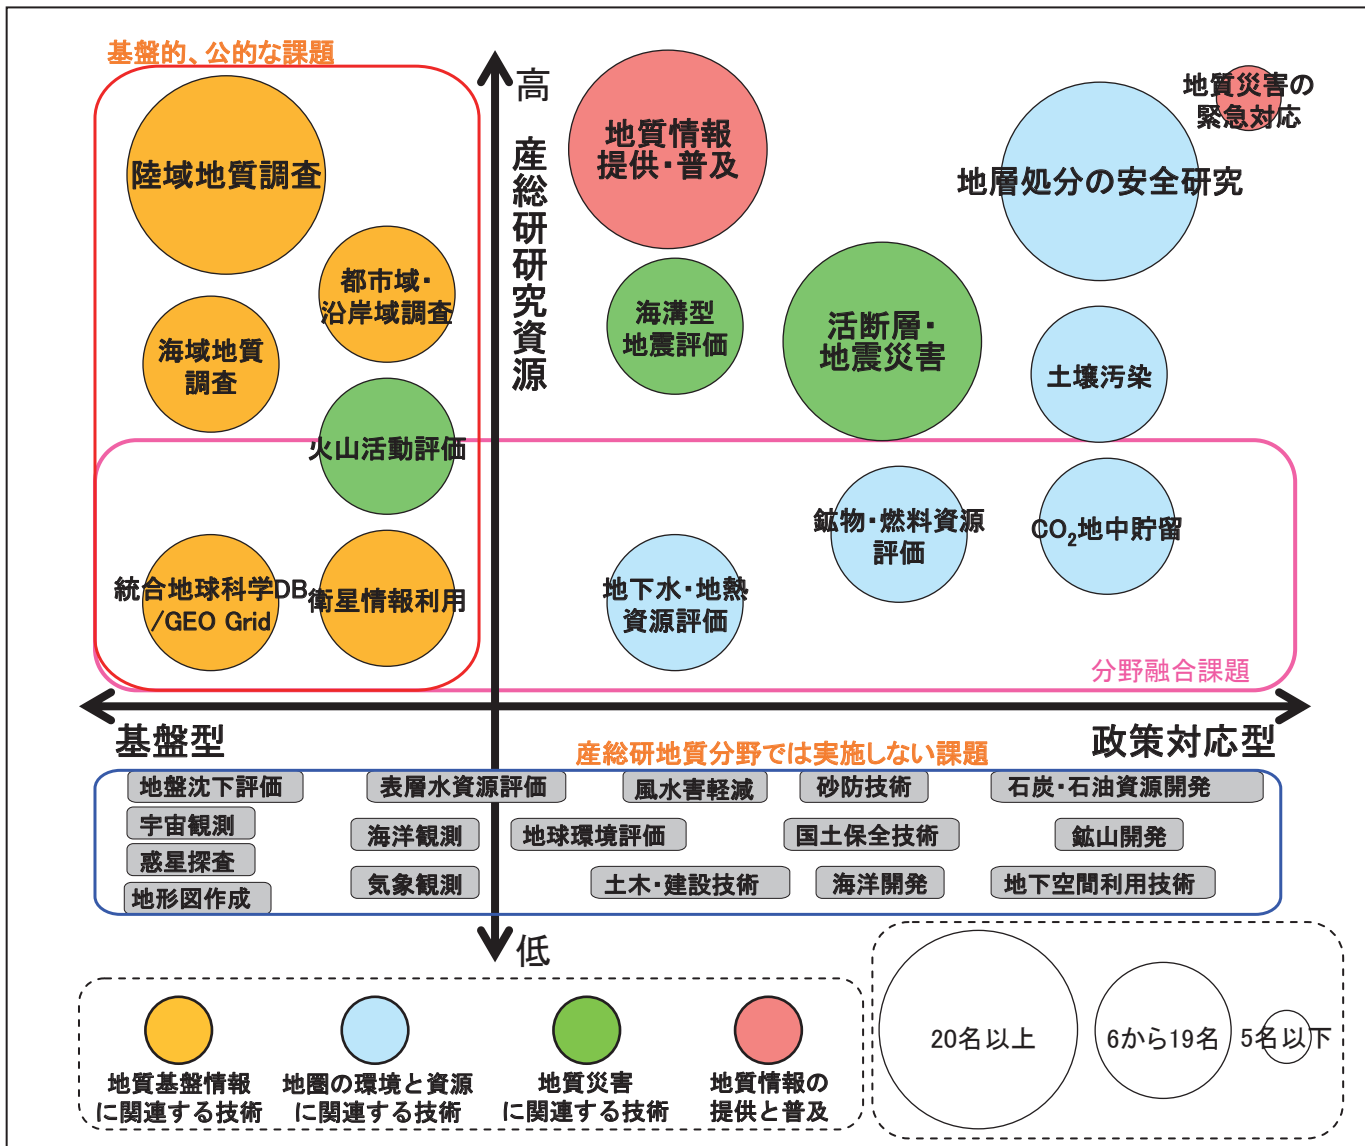 基盤的、公的な課題
高
産総研研究資源
陸域地質調査
都市域・
沿岸域調査
海域地質
調査
火山活動評価
統合地球科学DB
/GEO Grid
衛星情報利用
地質情報
提供・普及
海溝型
地震評価
活断層・
地震災害
地層処分の安全研究
地質災害の
緊急対応
土壌汚染
鉱物・燃料資源
評価
CO₂地中貯留
地下水・地熱
資源評価
分野融合課題
基盤型
政策対応型
産総研地質分野では実施しない課題
地盤沈下評価
表層水資源評価
風水害軽減
砂防技術
石炭・石油資源開発
宇宙観測
海洋観測
地球環境評価
国土保全技術
鉱山開発
惑星探査
地形図作成
気象観測
土木・建設技術
海洋開発
地下空間利用技術
低
地質基盤情報
に関連する技術
地圏の環境と資源
に関連する技術
地質災害
に関連する技術
地質情報の
提供と普及
20名以上
6から19名
5名以下